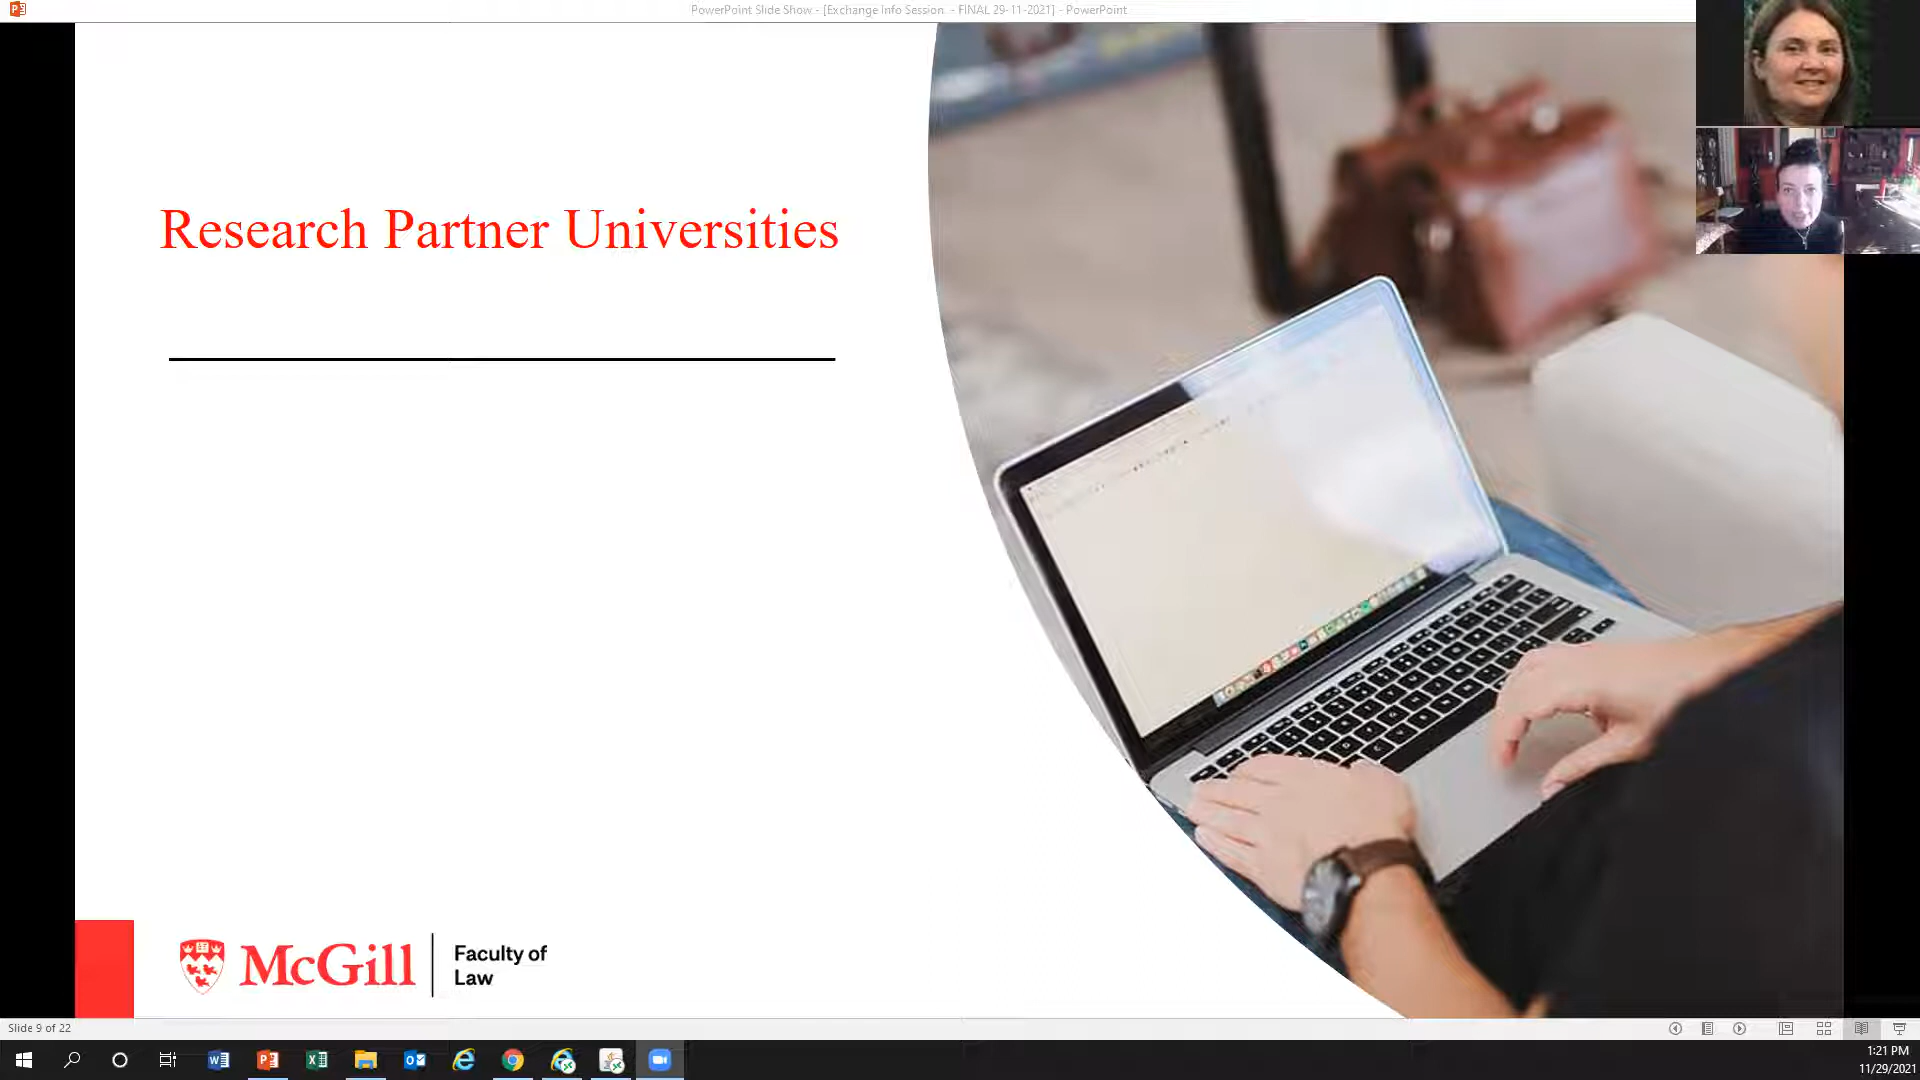 PowerPoint Slide Show - [Exchange Info Session. - FINAL 29-11-2021] - PowerPoint
Research Partner Universities
McGill
Faculty of
Law
Slide 9 of 22
1:21 PM
11/29/2021